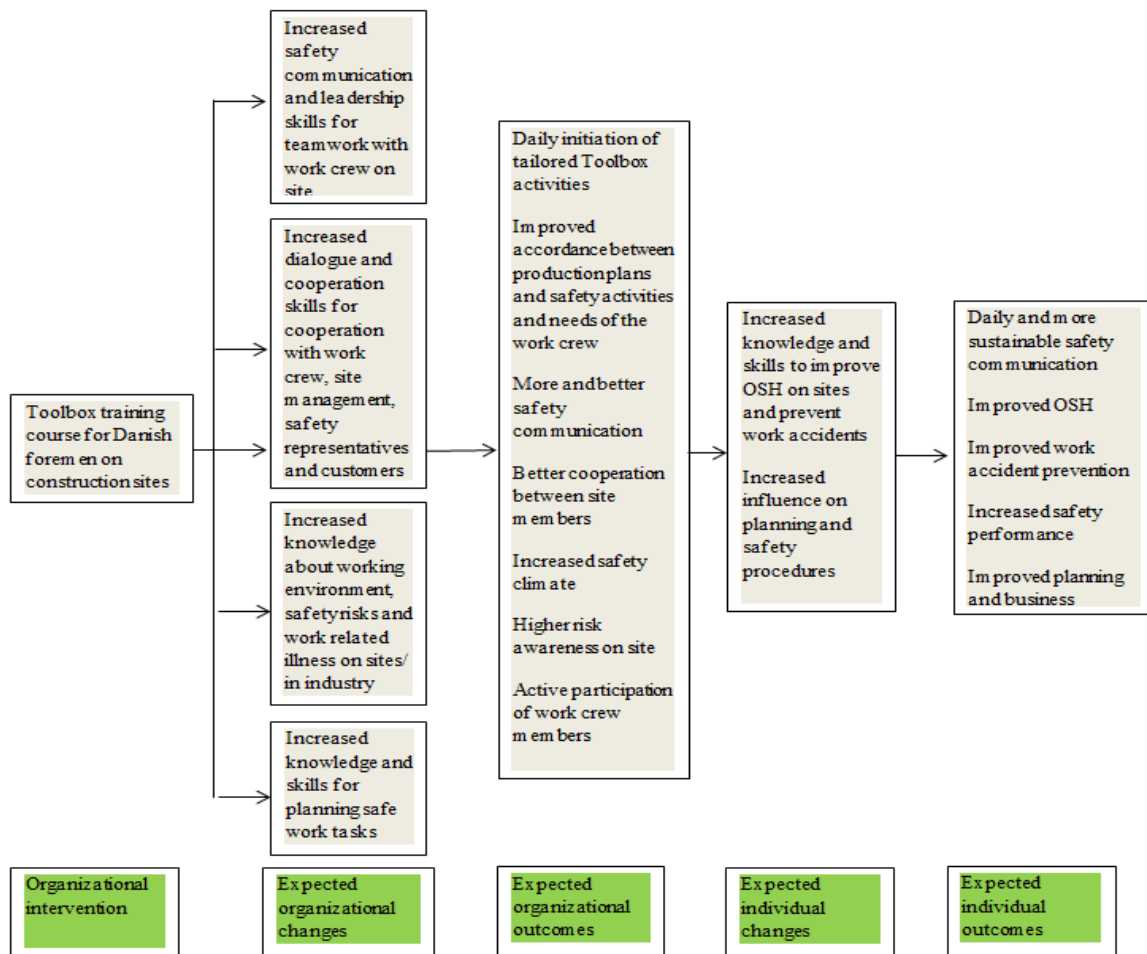 Toolbox training
course for Danish
foremen on
construction sites
Increased
safety
communication
and leadership
skills for
teamwork with
work crew on
site.
Increased
dialogue and
cooperation
skills for
cooperation
with work
crew, site
management,
safety
representatives
and customers
Increased
knowledge
about working
environment,
safety risks and
work related
illness on sites/
in industry
Increased
knowledge and
skills for
planning safe
work tasks
Daily initiation of
tailored Toolbox
activities
Improved
accordance between
production plans
and safety activities
and needs of the
work crew
More and better
safety
communication
Better cooperation
between site
members
Increased safety
climate
Higher risk
awareness on site
Active participation
of work crew
members
Increased
knowledge and
skills to improve
OSH on sites
and prevent
work accidents
Increased
influence on
planning and
safety
procedures
Daily and more
sustainable safety
communication
Improved OSH
Improved work
accident prevention
Increased safety
performance
Improved planning
and business
Organizational
intervention
Expected
organizational
changes
Expected
organizational
outcomes
Expected
individual
changes
Expected
individual
outcomes